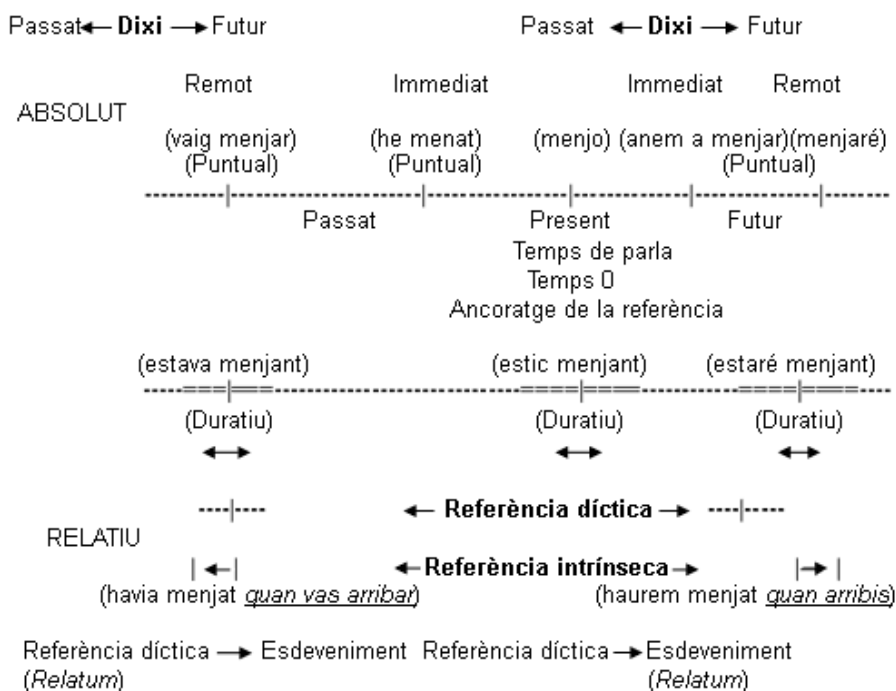 Passat ← Dixi → Futur Passat ← Dixi → Futur
Remot Immediat Immediat Remot
ABSOLUT
(vaig menjar) (he menat) (menjo) (anem a menjar)(menjaré)
(Puntual) (Puntual) (Puntual)
Passat Present Futur
Temps de parla
Temps 0
Ancoratge de la referència
(estava menjant) (estic menjant) (estaré menjant)
(Duratiu) (Duratiu) (Duratiu)
← Referència díctica →
RELATIU
← Referència intrínseca →
(havia menjat quan vas arribar) (haurem menjat quan arribis)
Referència díctica → Esdeveniment Referència díctica → Esdeveniment
(Relatum) (Relatum)